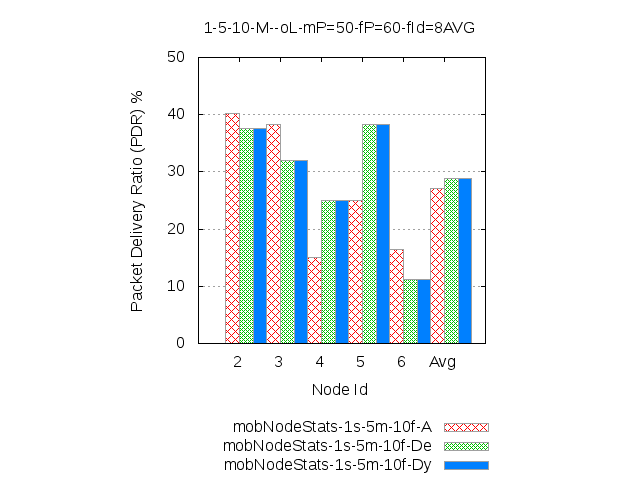 1-5-10-M--oL-mP=50-fP=60-fId=8AVG
50
40
30
20
10
0
Packet Delivery Ratio (PDR) %
2 3 4 5 6 Avg
Node Id
mobNodeStats-1s-5m-10f-A
mobNodeStats-1s-5m-10f-De
mobNodeStats-1s-5m-10f-Dy